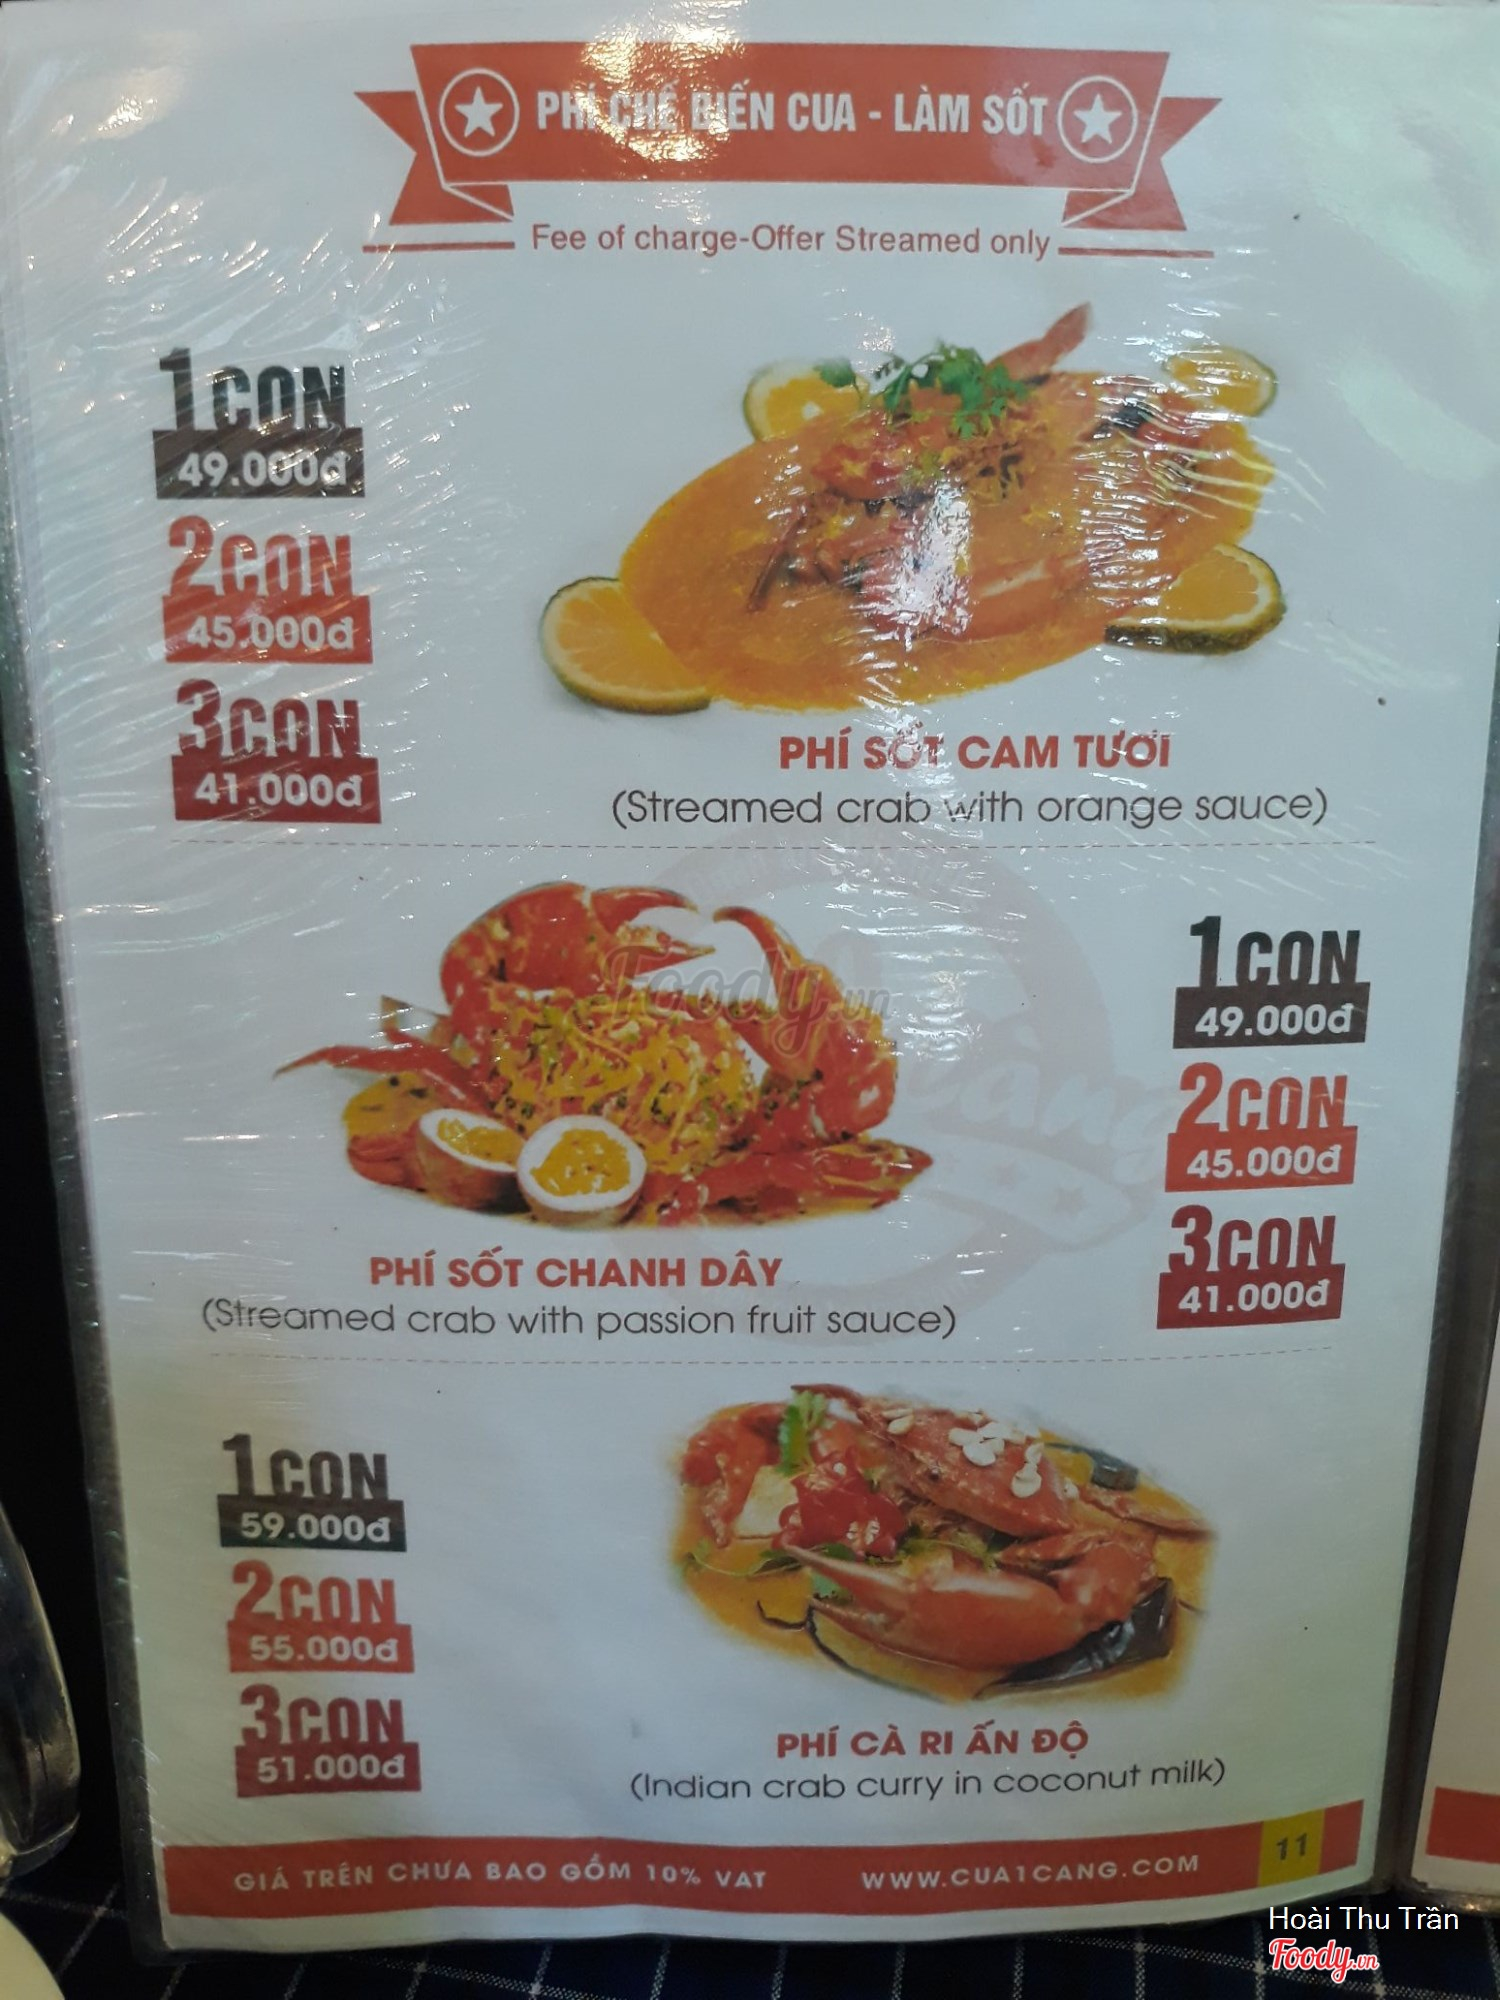 PHÍ CHẾ BIẾN CUA - LÀM SỐT
Fee of charge-Offer Streamed only
1CON
49.000đ
2CON
45.000đ
3CON
41.000đ
PHÍ SỐT CAM TƯƠI
(Streamed crab with orange sauce)
Foody.vn
1CON
49.000đ
2CON
45.000đ
3CON
41.000đ
PHÍ SỐT CHANH DÂY
(Streamed crab with passion fruit sauce)
1CON
59.000đ
2CON
55.000đ
3CON
51.000đ
PHÍ CÀ RI ẤN ĐỘ
(Indian crab curry in coconut milk)
GIÁ TRÊN CHƯA BAO GỒM 10% VAT
WWW.CUA1CANG.COM
11
Hoài Thu Trần
Foody.vn